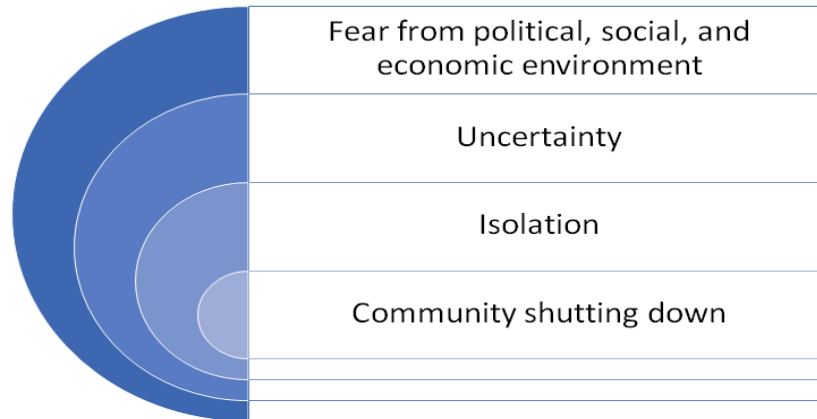 Fear from political, social, and
economic environment
Uncertainty
Isolation
Community shutting down